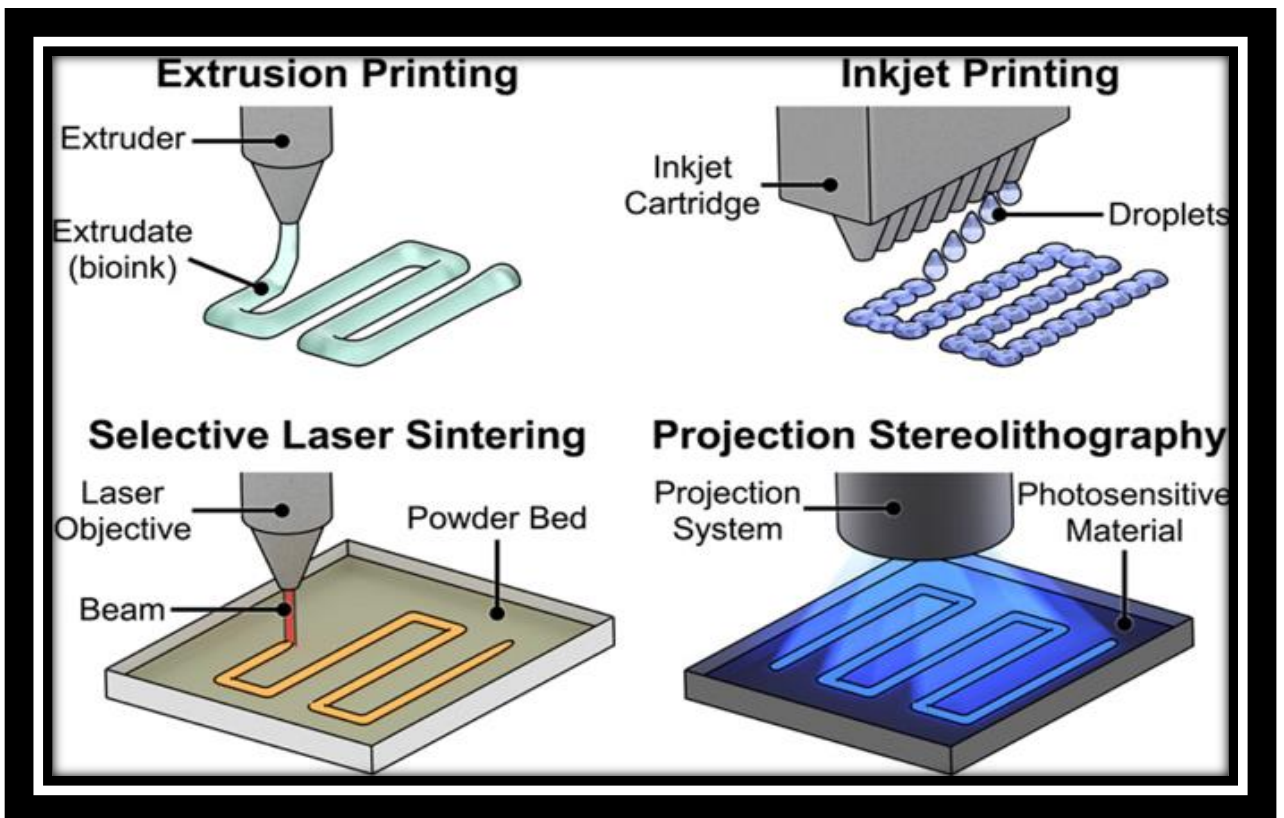 Extrusion Printing
Extruder
Extrudate
(bioink)
Inkjet Printing
Inkjet
Cartridge
Droplets
Selective Laser Sintering
Laser
Objective
Powder Bed
Beam
Projection Stereolithography
Projection
System
Photosensitive
Material